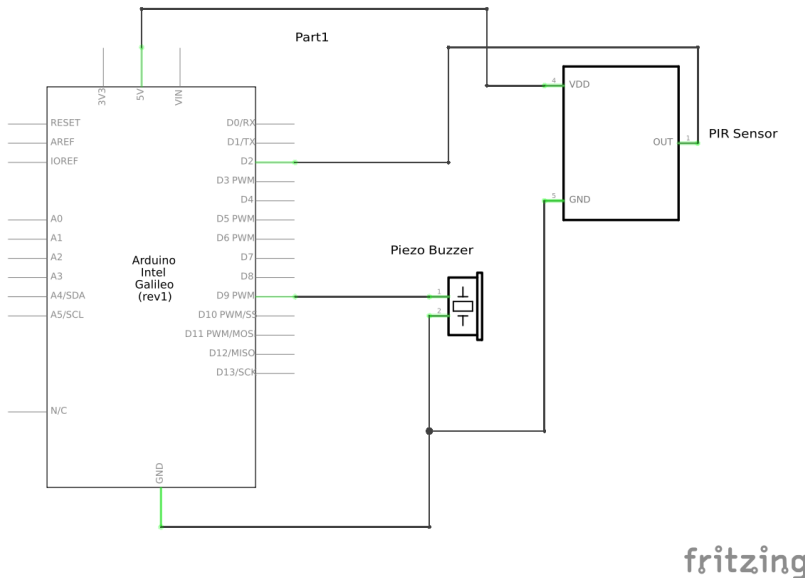 Part1
3V3
5V
VIN
RESET
AREF
IOREF
A0
A1
A2
A3
A4/SDA
A5/SCL
N/C
Arduino
Intel
Galileo
(rev1)
D0/RX
D1/TX
D2
D3 PWM
D4
D5 PWM
D6 PWM
D7
D8
D9 PWM
D10 PWM/SS
D11 PWM/MOSI
D12/MISO
D13/SCK
GND
Piezo Buzzer
1
2
4
VDD
OUT
1
5
GND
PIR Sensor
fritzing